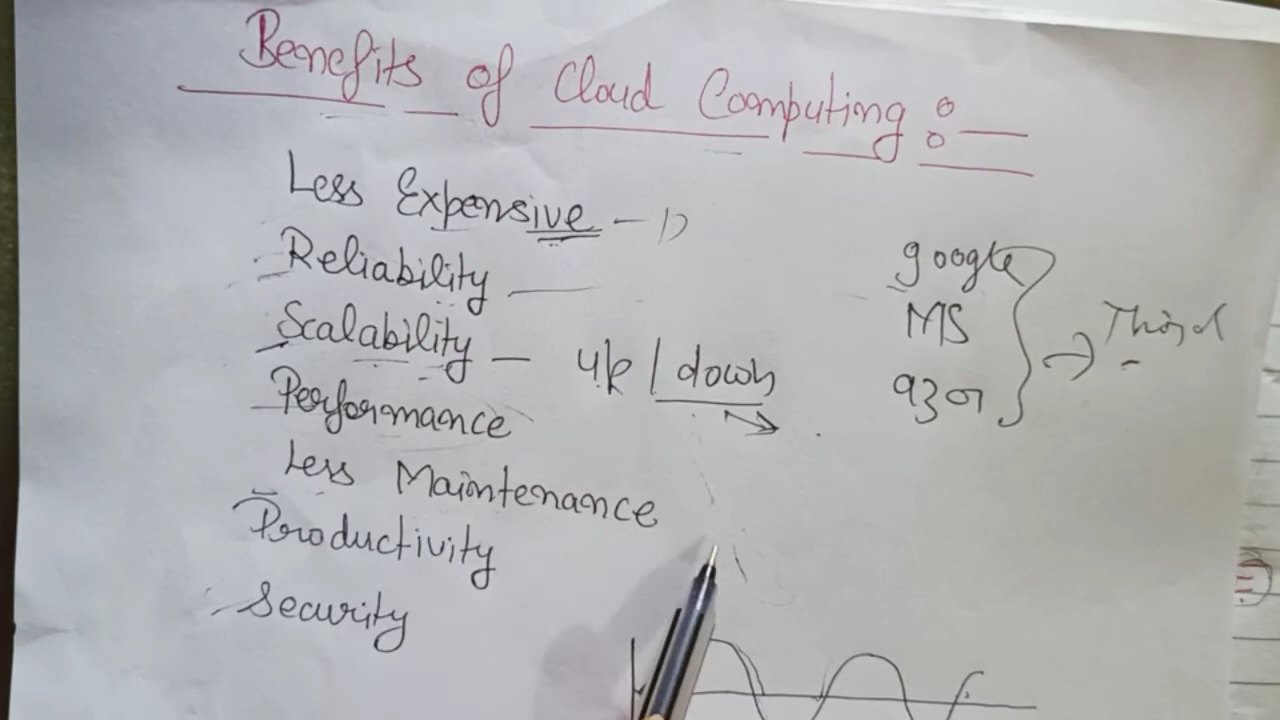 Benefits of Cloud Computing :—
Less Expensive —
Reliability —
Scalability — up / down
Performance
Less Maintenance
Productivity
Security
google
MS
Third